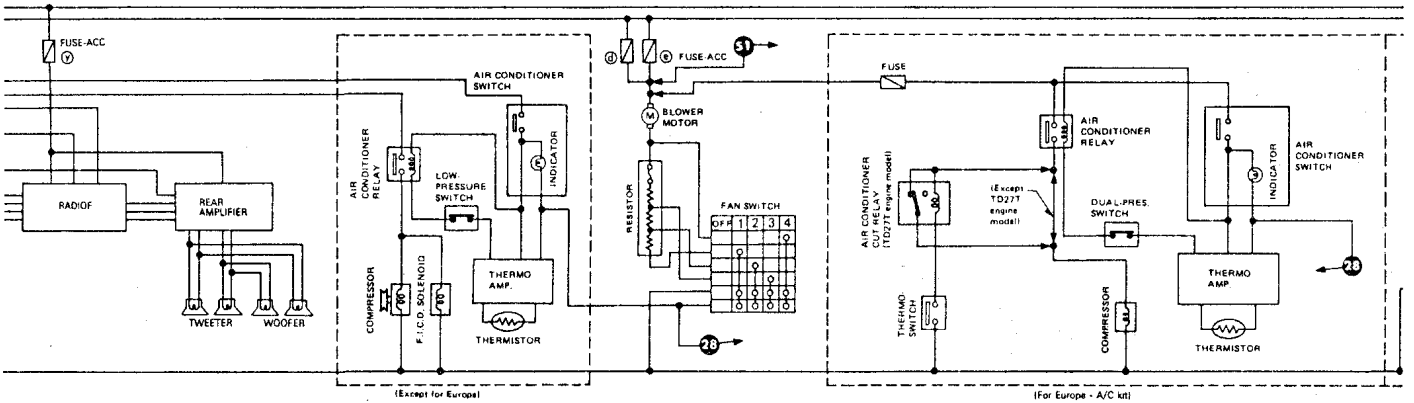 FUSE-ACC
y
RADIOF
REAR
AMPLIFIER
TWEETER
WOOFER
AIR CONDITIONER
SWITCH
INDICATOR
AIR
CONDITIONER
RELAY
LOW-
PRESSURE
SWITCH
COMPRESSOR
F.I.C.D. SOLENOID
THERMO
AMP.
THERMISTOR
(Except for Europe)
d
e
FUSE-ACC
51
M
BLOWER
MOTOR
RESISTOR
FAN SWITCH
OFF 1 2 3 4
28
FUSE
AIR
CONDITIONER
RELAY
AIR CONDITIONER
CUT RELAY
(TD27T engine model)
(Except
TD27T
engine
model)
DUAL-PRES.
SWITCH
INDICATOR
AIR
CONDITIONER
SWITCH
28
THERMO-
SWITCH
COMPRESSOR
THERMO
AMP.
THERMISTOR
(For Europe - A/C kit)